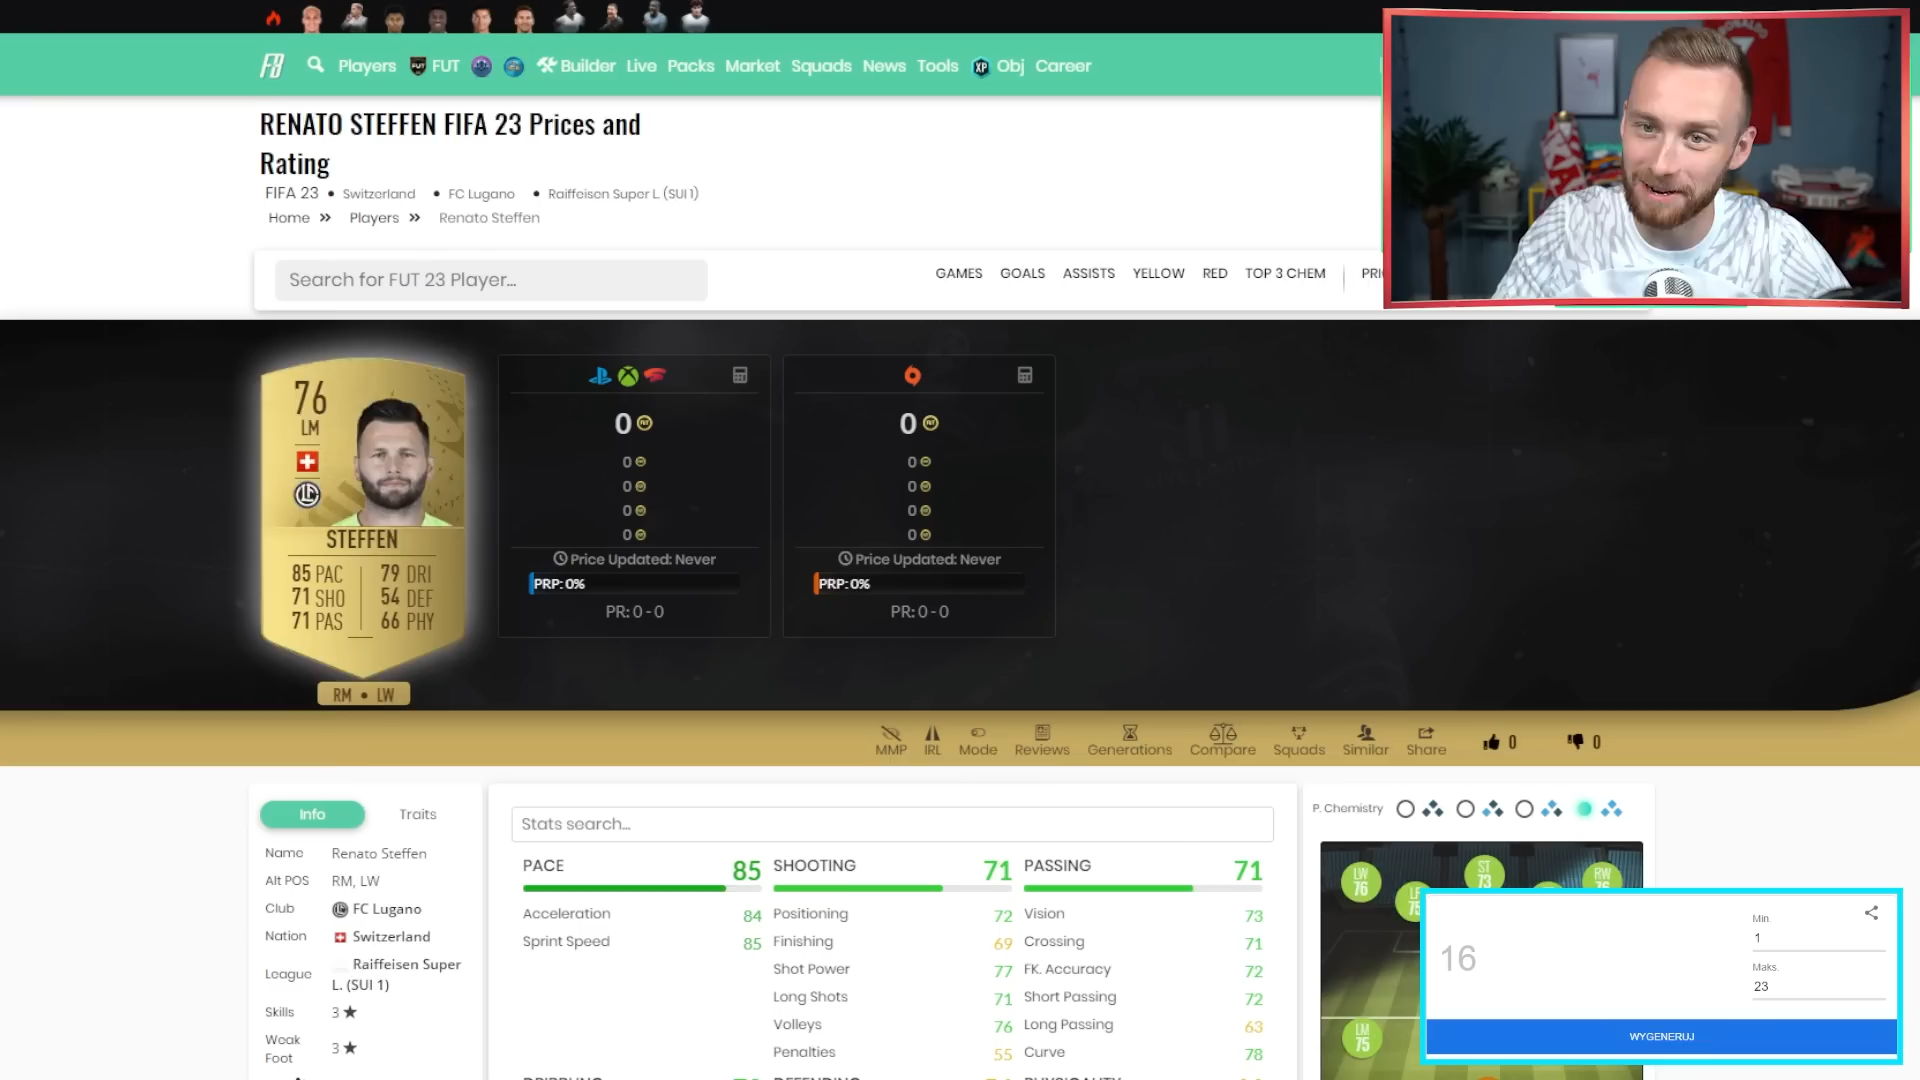 Players FUT Builder Live Packs Market Squads News Tools XP Obj Career
RENATO STEFFEN FIFA 23 Prices and
Rating
FIFA 23 • Switzerland • FC Lugano • Raiffeisen Super L. (SUI 1)
Home » Players » Renato Steffen
Search for FUT 23 Player...
GAMES GOALS ASSISTS YELLOW RED TOP 3 CHEM
76
LM
STEFFEN
85 PAC 79 DRI
71 SHO 54 DEF
71 PAS 66 PHY
RM • LW
0
0
0
0
0
Price Updated: Never
PRP: 0%
PR: 0 - 0
0
0
0
0
0
Price Updated: Never
PRP: 0%
PR: 0 - 0
MMP IRL Mode Reviews Generations Compare Squads Similar Share 0 0
Info Traits
Name Renato Steffen
Alt POS RM, LW
Club FC Lugano
Nation Switzerland
League Raiffeisen Super
L. (SUI 1)
Skills 3★
Weak
Foot 3★
Stats search...
PACE 85
Acceleration 84
Sprint Speed 85
SHOOTING 71
Positioning 72
Finishing 69
Shot Power 77
Long Shots 71
Volleys 76
Penalties 55
PASSING 71
Vision 73
Crossing 71
FK. Accuracy 72
Short Passing 72
Long Passing 63
Curve 78
P. Chemistry
LW
76
ST
73
RW
LM
75
16
Min.
1
Maks.
23
WYGENERUJ